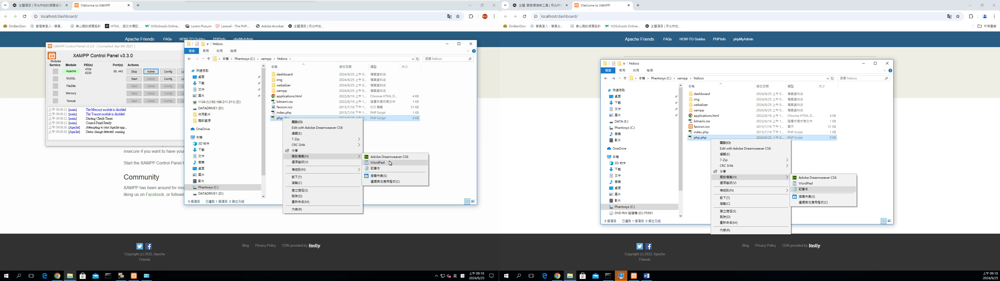 主題項目 | 月光林地的網頁技術
Welcome to XAMPP
localhost/dashboard/
DinBenDon
管理者登入 - 學員...
泰山職訓網頁設計
HTML：超文本標記...
W3Schools Online...
Lorem Picsum
Laravel - The PHP...
Adobe Acrobat
主題項目 | 月光林地...
Apache Friends
FAQs
HOW-TO Guides
PHPInfo
phpMyAdmin
XAMPP Control Panel v3.3.0 [ Compiled: Apr 6th 2021 ]
XAMPP Control Panel v3.3.0
Modules
Service Module PID(s) Port(s) Actions
Apache 4704 6220 80, 443 Stop Admin Config
MySQL Start Admin Config
FileZilla Start Admin Config
Mercury Start Admin Config
Tomcat Start Admin Config
上午 09:08:12 [main] The Mercury module is disabled
上午 09:08:12 [main] The Tomcat module is disabled
上午 09:08:12 [main] Starting Check-Timer
上午 09:08:12 [main] Control Panel Ready
上午 09:08:56 [Apache] Attempting to start Apache app...
上午 09:08:56 [Apache] Status change detected: running
insecure if you want to have your
Start the XAMPP Control Panel t
Community
XAMPP has been around for mo
liking us on Facebook, or followin
htdocs
檔案 常用 共用 檢視
本機 › Phantosys (C:) › xampp › htdocs ›
搜尋 htdocs
快速存取
桌面
下載
文件
圖片
1134 (\\192.168.211.211) (Z:)
DATADRIVE1 (D:)
共同影片
職訓資源
OneDrive
本機
3D 物件
下載
文件
音樂
桌面
圖片
影片
Phantosys (C:)
DATADRIVE1 (D:)
名稱 修改日期 類型 大小
dashboard 2024/9/25 上午 0... 檔案資料夾
img 2024/9/25 上午 0... 檔案資料夾
webalizer 2024/9/25 上午 0... 檔案資料夾
xampp 2024/9/25 上午 0... 檔案資料夾
applications.html 2022/6/16 上午 1... Chrome HTML D... 4 KB
bitnami.css 2022/6/16 上午 1... 階層式樣式表文件 1 KB
favicon.ico 2015/7/16 下午 1... ICO 檔案 31 KB
index.php 2015/7/16 下午 1... PHP Script 1 KB
php.php 2024/9/25 上午 0... PHP Script 0 KB
開啟(O)
Edit with Adobe Dreamweaver CS6
編輯(E)
7-Zip
CRC SHA
分享
開啟檔案(H)
還原舊版(V)
傳送到(N)
剪下(T)
複製(C)
建立捷徑(S)
刪除(D)
重新命名(M)
內容(R)
Adobe Dreamweaver CS6
WordPad
記事本
搜尋市集(S)
選擇其他應用程式(C)
9 個項目 已選取 1 個項目 0 個位元組
Copyright (c) 2022, Apache
Friends
Blog
Privacy Policy
CDN provided by fastly
英
上午 09:18
2024/9/25
主題: 開發環境與工具 | 月光林
Welcome to XAMPP
localhost/dashboard/
DinBenDon
學員登入 - 學員出...
泰山職訓網頁設計
W3Schools Online...
主題項目 | 月光林地...
所有書籤
Apache Friends
FAQs
HOW-TO Guides
PHPInfo
phpMyAdmin
htdocs
檔案 常用 共用 檢視
本機 › Phantosys (C:) › xampp › htdocs
搜尋 htdocs
快速存取
桌面
下載
文件
圖片
DATA (E:)
Phantosys (C:)
音樂
影片
OneDrive
本機
3D 物件
下載
文件
音樂
桌面
圖片
影片
Phantosys (C:)
DVD RW 磁碟機 (D:) F5561
名稱 修改日期 類型 大小
dashboard 2024/9/25 上午 0... 檔案資料夾
img 2024/9/25 上午 0... 檔案資料夾
webalizer 2024/9/25 上午 0... 檔案資料夾
xampp 2024/9/25 上午 0... 檔案資料夾
applications.html 2022/6/16 上午 1... Chrome HTML D... 4 KB
bitnami.css 2022/6/16 上午 1... 階層式樣式表文件 1 KB
favicon.ico 2015/7/16 下午 1... 圖示 31 KB
index.php 2015/7/16 下午 1... PHP Script 1 KB
php.php 2024/9/25 上午 0... PHP Script 0 KB
開啟(O)
Edit with Adobe Dreamweaver CS6
編輯(E)
7-Zip
CRC SHA
分享
開啟檔案(H)
還原舊版(V)
傳送到(N)
剪下(T)
複製(C)
建立捷徑(S)
刪除(D)
重新命名(M)
內容(R)
Adobe Dreamweaver CS6
WordPad
記事本
搜尋市集(S)
選擇其他應用程式(C)
9 個項目 已選取 1 個項目 0 個位元組
Copyright (c) 2022, Apache
Friends
Blog
Privacy Policy
CDN provided by fastly
上午 09:18
2024/9/25